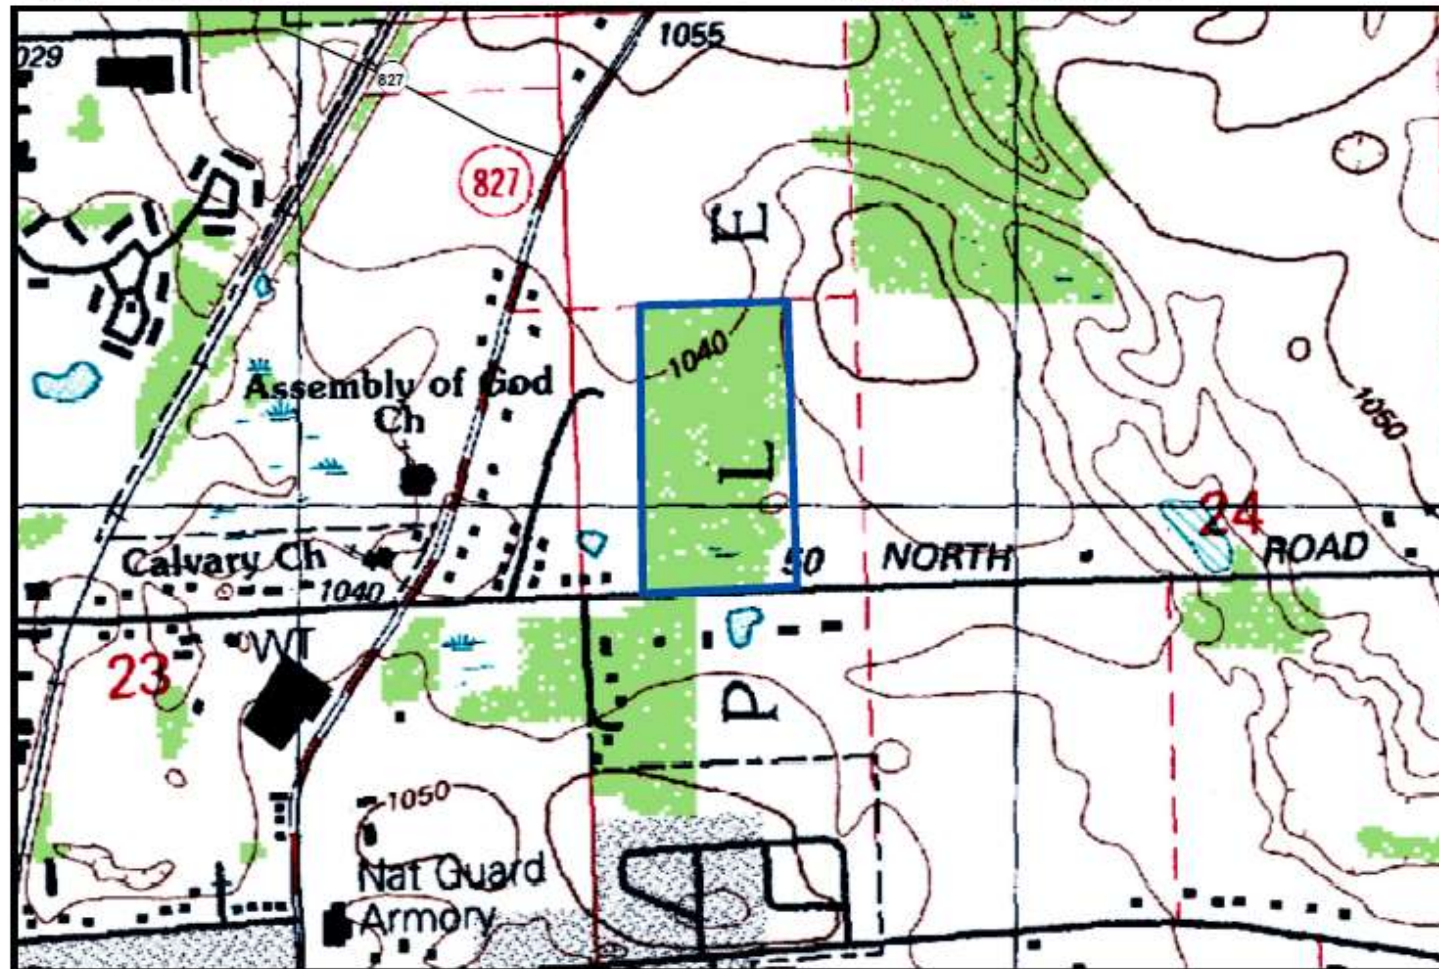 1055
029
827
827
E
1040
Assembly of God
Ch
1050
L
24
Calvary Ch
1040
50 NORTH ROAD
WT
23
P
1050
Nat Guard
Armory